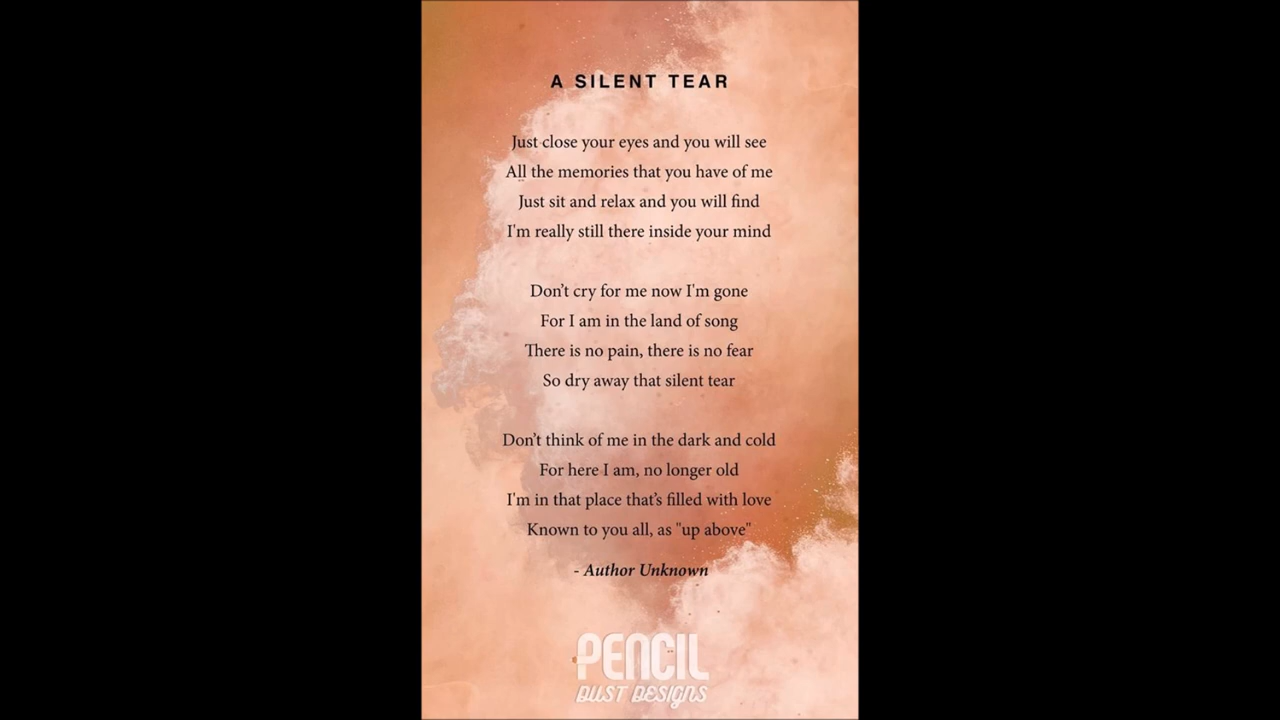 A SILENT TEAR
Just close your eyes and you will see
All the memories that you have of me
Just sit and relax and you will find
I'm really still there inside your mind
Don’t cry for me now I'm gone
For I am in the land of song
There is no pain, there is no fear
So dry away that silent tear
Don’t think of me in the dark and cold
For here I am, no longer old
I'm in that place that’s filled with love
Known to you all, as "up above"
- Author Unknown
PENCIL
DUST DESIGNS